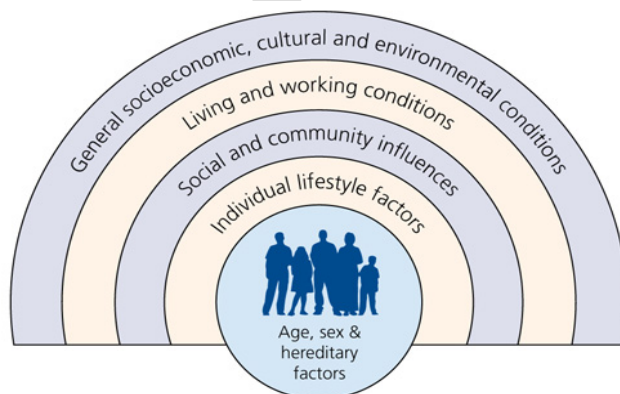 General socioeconomic, cultural and environmental conditions
Living and working conditions
Social and community influences
Individual lifestyle factors
Age, sex &
hereditary
factors